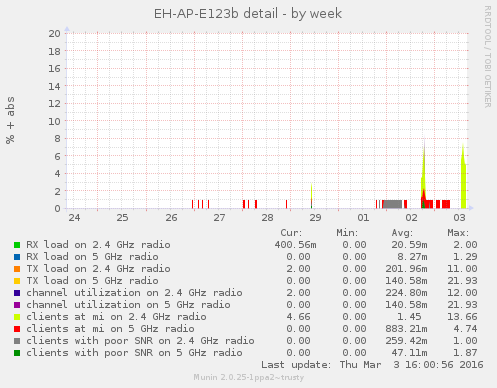 EH-AP-E123b detail - by week
RRDTOOL / TOBI OETIKER
% + abs
20
18
16
14
12
10
8
6
4
2
0
24 25 26 27 28 29 01 02 03
Cur: Min: Avg: Max:
RX load on 2.4 GHz radio 400.56m 0.00 20.59m 2.00
RX load on 5 GHz radio 0.00 0.00 8.27m 1.29
TX load on 2.4 GHz radio 2.00 0.00 201.96m 11.00
TX load on 5 GHz radio 0.00 0.00 140.58m 21.93
channel utilization on 2.4 GHz radio 2.00 0.00 224.80m 12.00
channel utilization on 5 GHz radio 0.00 0.00 140.58m 21.93
clients at mi on 2.4 GHz radio 4.66 0.00 1.45 13.66
clients at mi on 5 GHz radio 0.00 0.00 883.21m 4.74
clients with poor SNR on 2.4 GHz radio 0.00 0.00 259.42m 1.00
clients with poor SNR on 5 GHz radio 0.00 0.00 47.11m 1.87
Last update: Thu Mar 3 16:00:56 2016
Munin 2.0.25-1ppa2~trusty